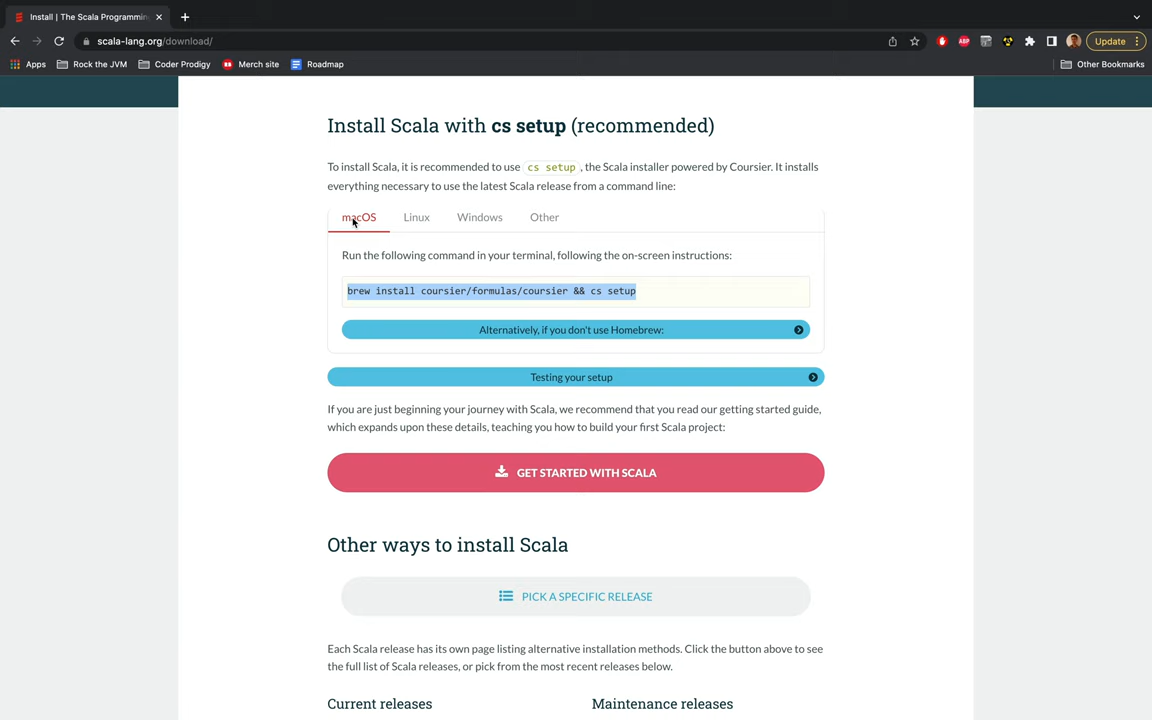 Install | The Scala Programmin
scala-lang.org/download/
Update
Apps
Rock the JVM
Coder Prodigy
Merch site
Roadmap
Other Bookmarks
Install Scala with cs setup (recommended)
To install Scala, it is recommended to use cs setup, the Scala installer powered by Coursier. It installs
everything necessary to use the latest Scala release from a command line:
macOS
Linux
Windows
Other
Run the following command in your terminal, following the on-screen instructions:
brew install coursier/formulas/coursier && cs setup
Alternatively, if you don't use Homebrew:
Testing your setup
If you are just beginning your journey with Scala, we recommend that you read our getting started guide,
which expands upon these details, teaching you how to build your first Scala project:
GET STARTED WITH SCALA
Other ways to install Scala
PICK A SPECIFIC RELEASE
Each Scala release has its own page listing alternative installation methods. Click the button above to see
the full list of Scala releases, or pick from the most recent releases below.
Current releases
Maintenance releases